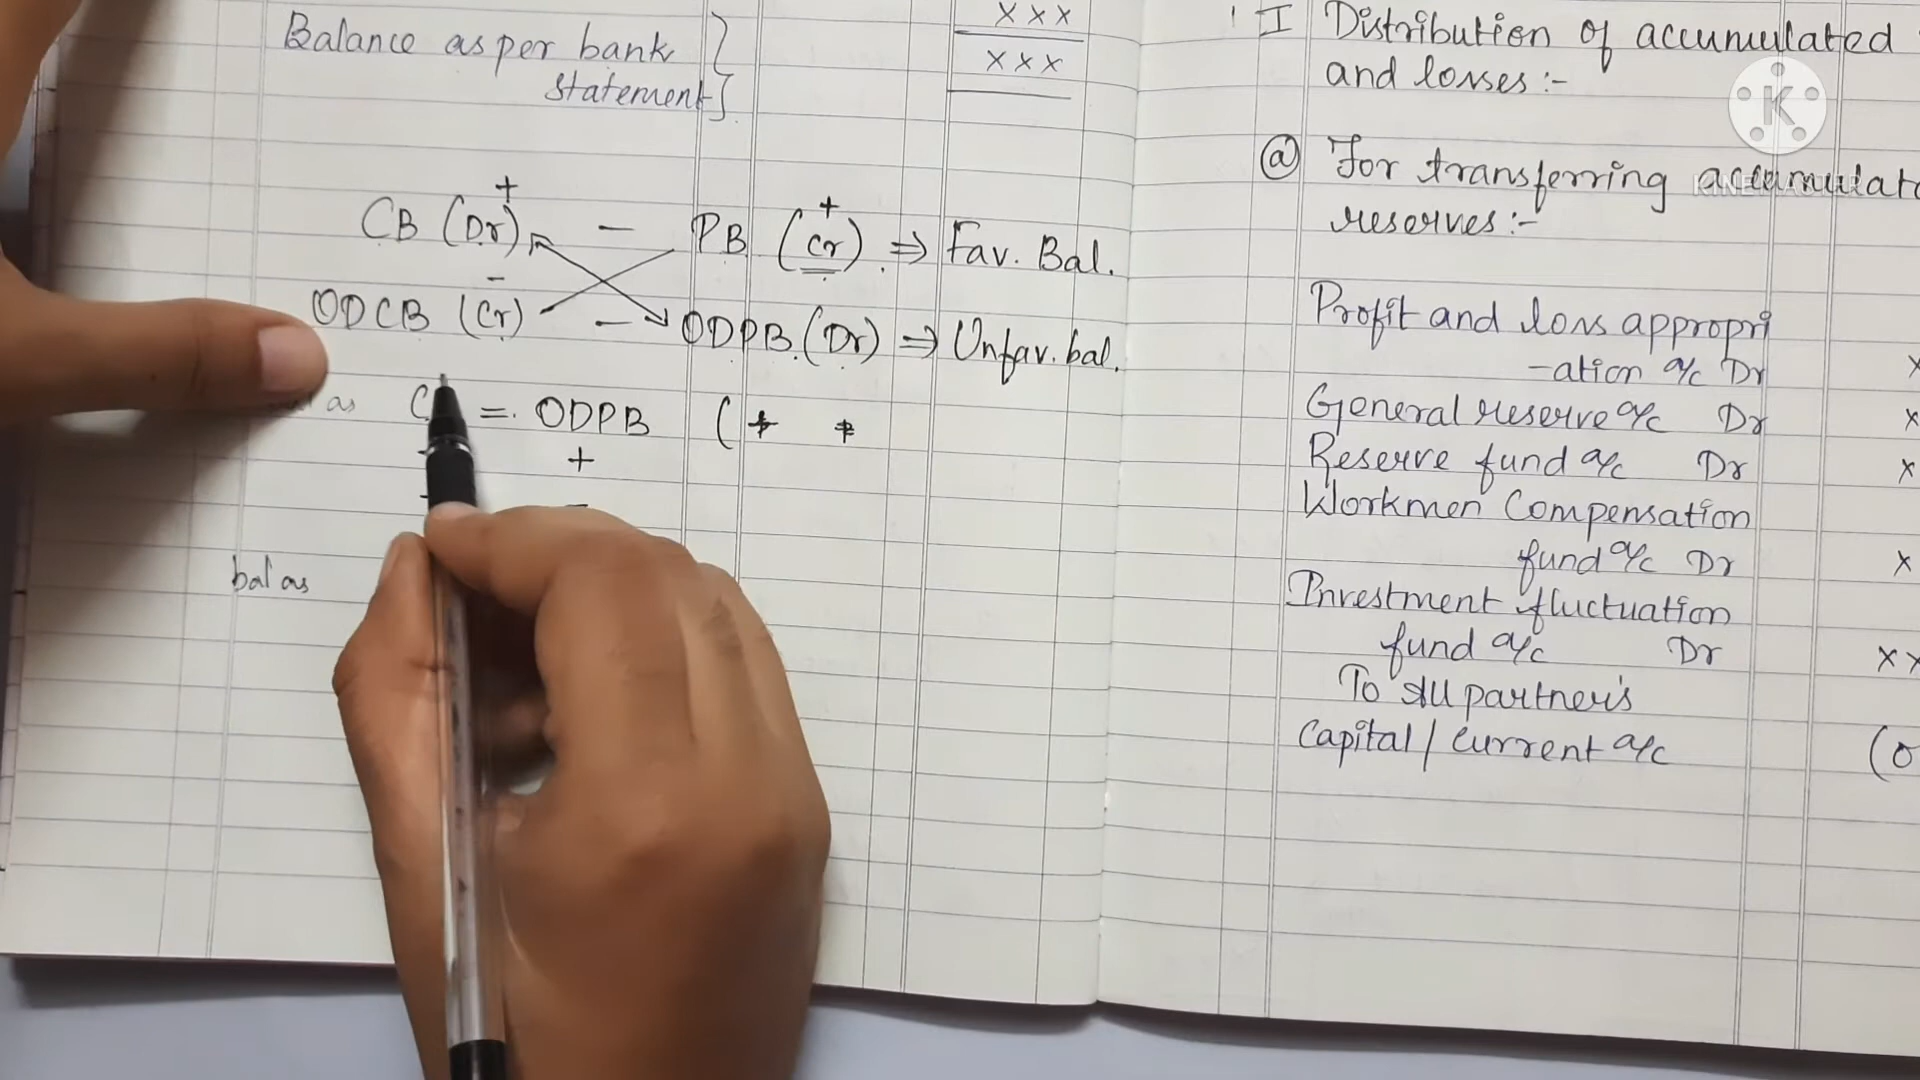 Balance as per bank
statement
x x x
x x x
CB (Dr) + — PB (Cr) + ⇒ Fav. Bal.
ODCB (Cr) - — ODPB (Dr) ⇒ Unfav. bal.
as C = ODPB ( + +
+
-
bal as
I Distribution of accumulated
and losses :-
(a) For transferring accumulat
reserves :-
Profit and loss appropri
-ation a/c Dr x
General reserve a/c Dr x
Reserve fund a/c Dr x
Workmen Compensation
fund a/c Dr x
Investment fluctuation
fund a/c Dr x x
To All partner's
Capital / Current a/c (O
K